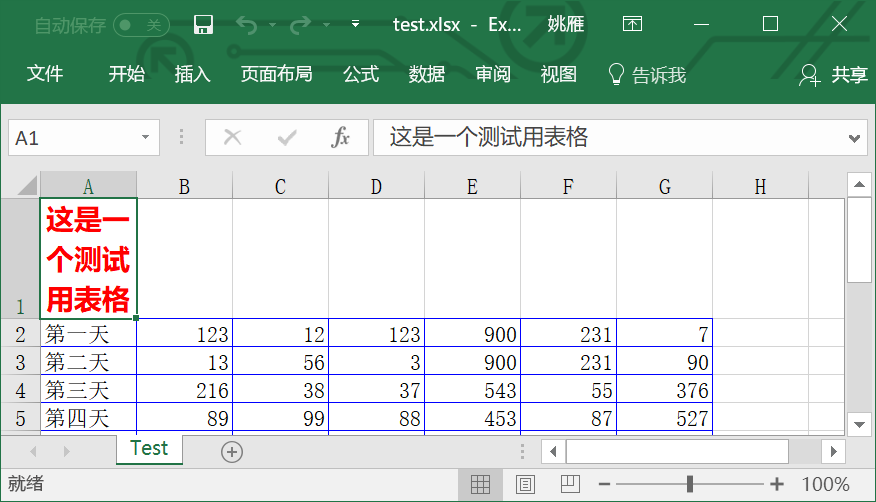 自动保存 关 test.xlsx - Ex... 姚雁
文件 开始 插入 页面布局 公式 数据 审阅 视图 告诉我 共享
A1 fx 这是一个测试用表格
A B C D E F G H
这是一
个测试
1 用表格
2 第一天 123 12 123 900 231 7
3 第二天 13 56 3 900 231 90
4 第三天 216 38 37 543 55 376
5 第四天 89 99 88 453 87 527
Test
就绪 100%